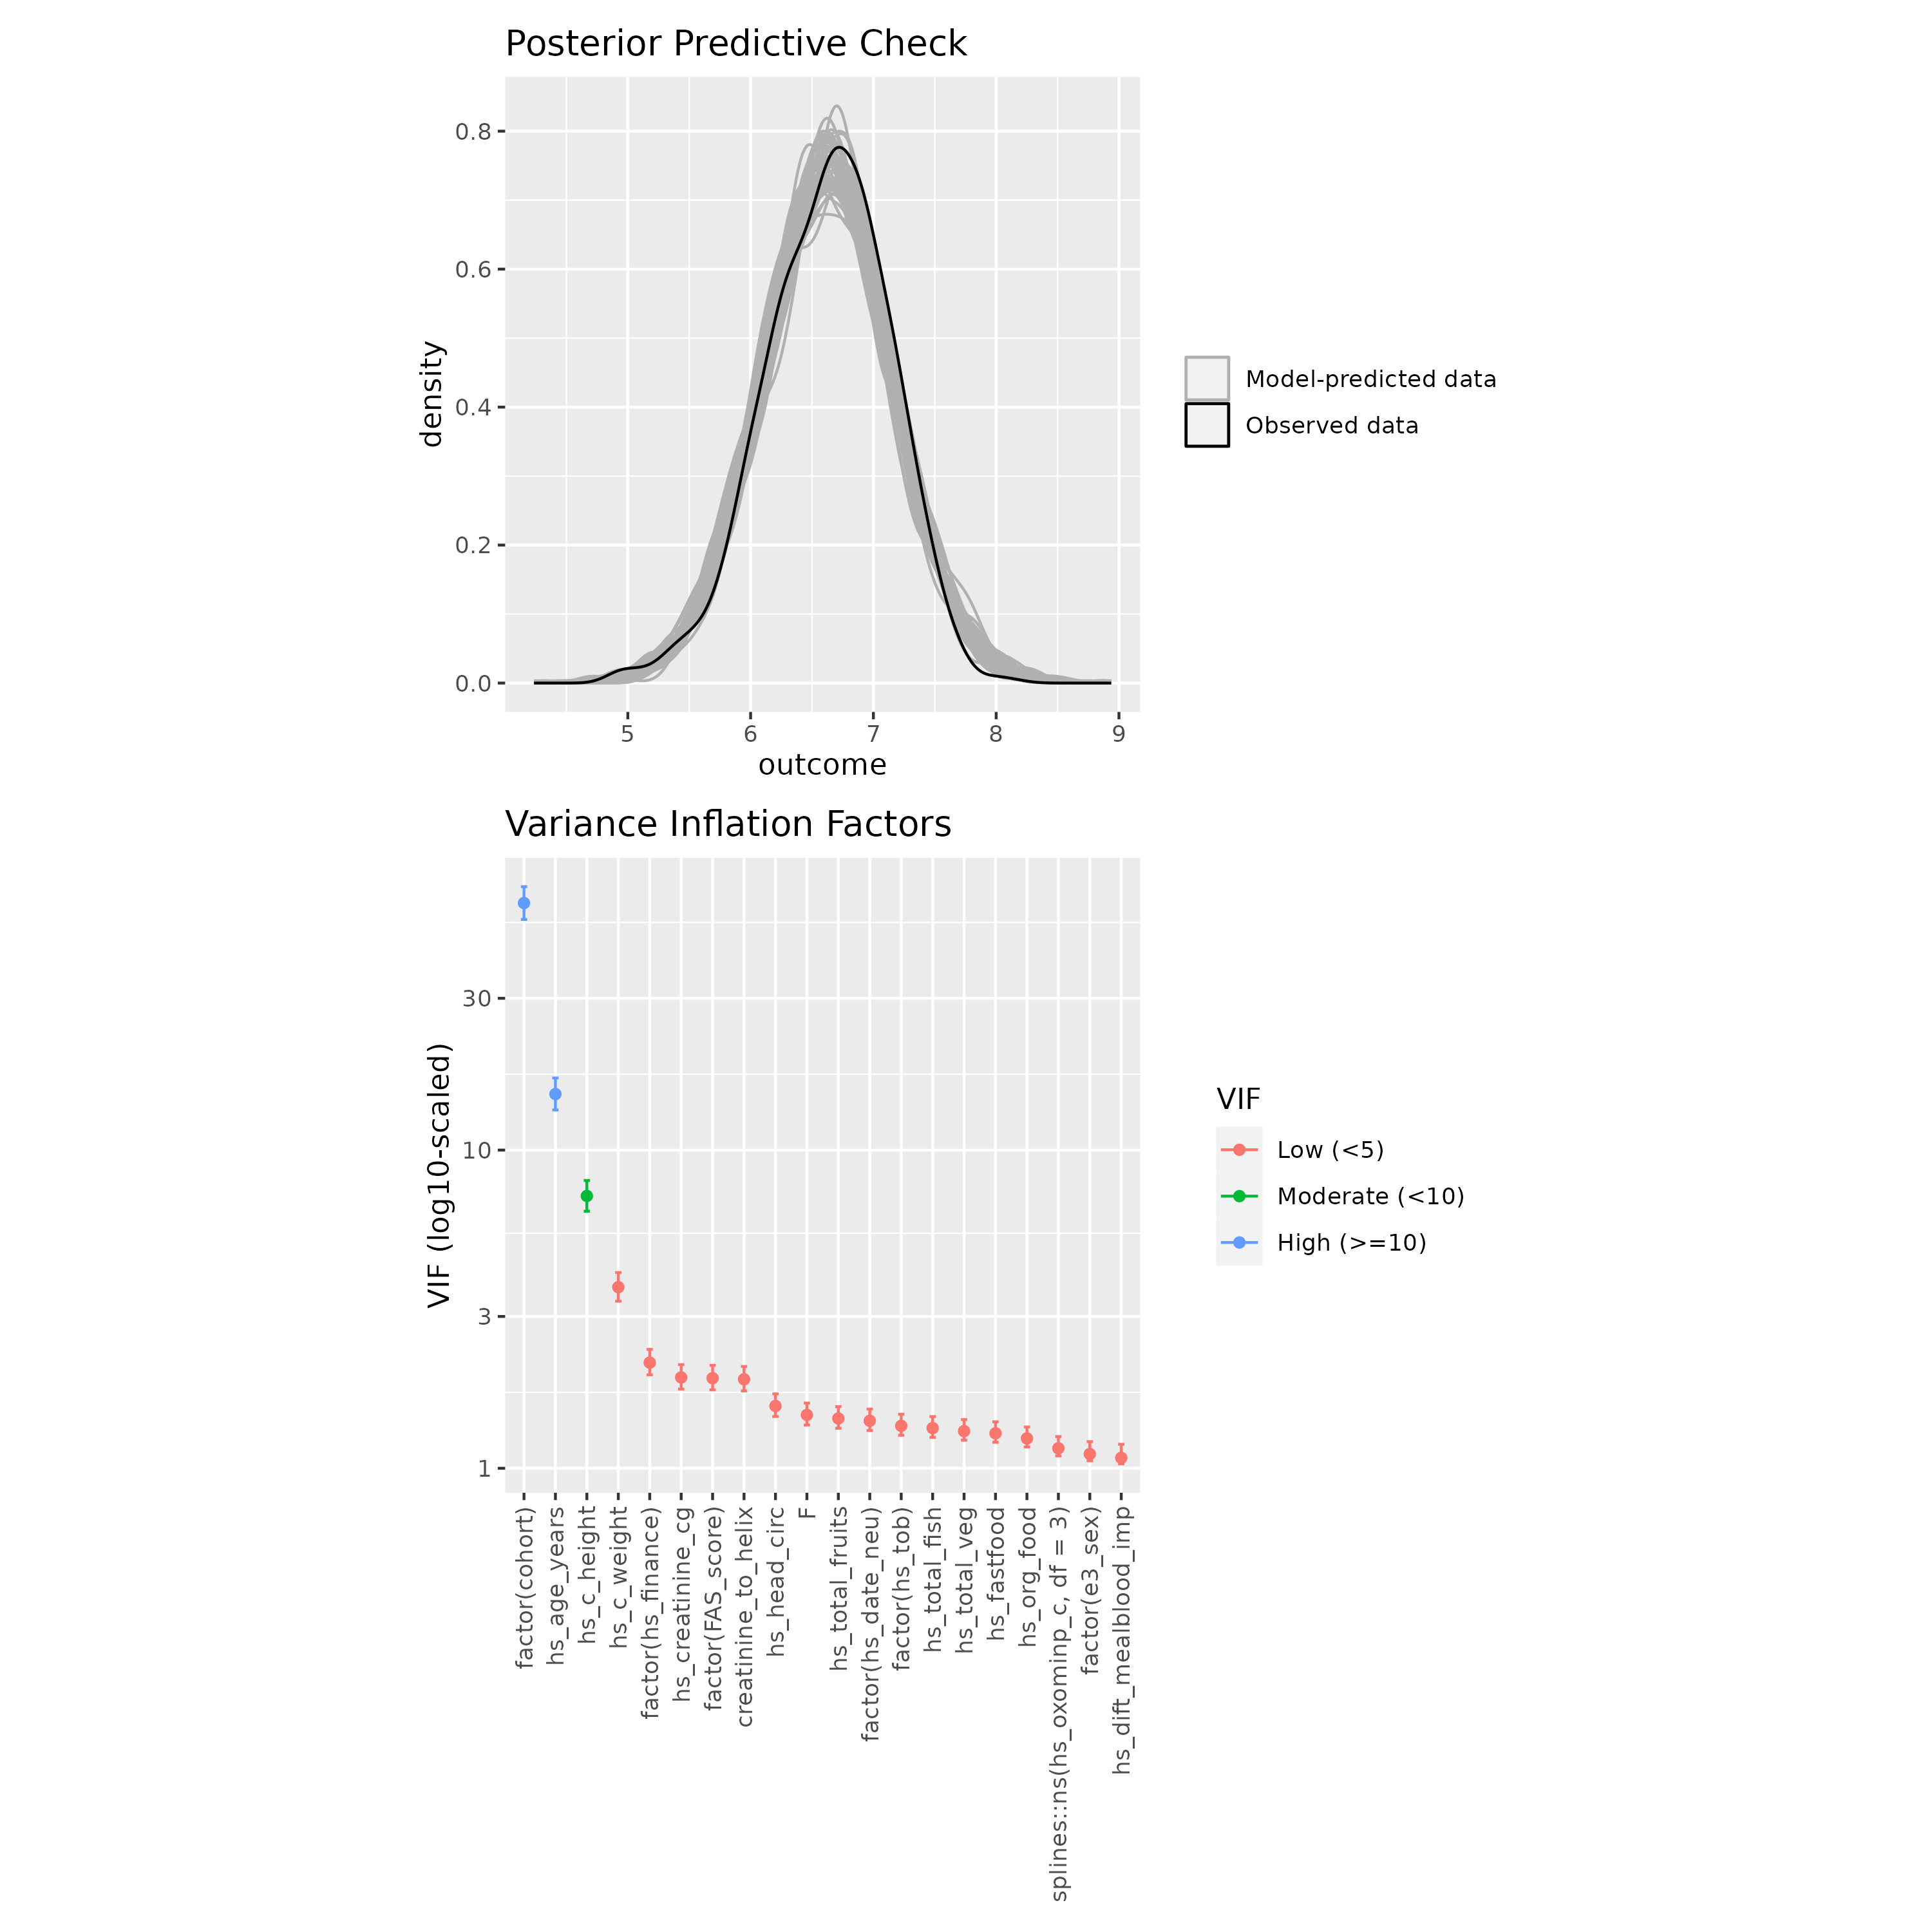 Posterior Predictive Check
density
0.8
0.6
0.4
0.2
0.0
5 6 7 8 9
outcome
Model-predicted data
Observed data
Variance Inflation Factors
VIF (log10-scaled)
30
10
3
1
factor(cohort)
hs_age_years
hs_c_height
hs_c_weight
factor(hs_finance)
hs_creatinine_cg
factor(FAS_score)
creatinine_to_helix
hs_head_circ
F
hs_total_fruits
factor(hs_date_neu)
factor(hs_tob)
hs_total_fish
hs_total_veg
hs_fastfood
hs_org_food
splines::ns(hs_oxominp_c, df = 3)
factor(e3_sex)
hs_dift_mealblood_imp
VIF
Low (<5)
Moderate (<10)
High (>=10)